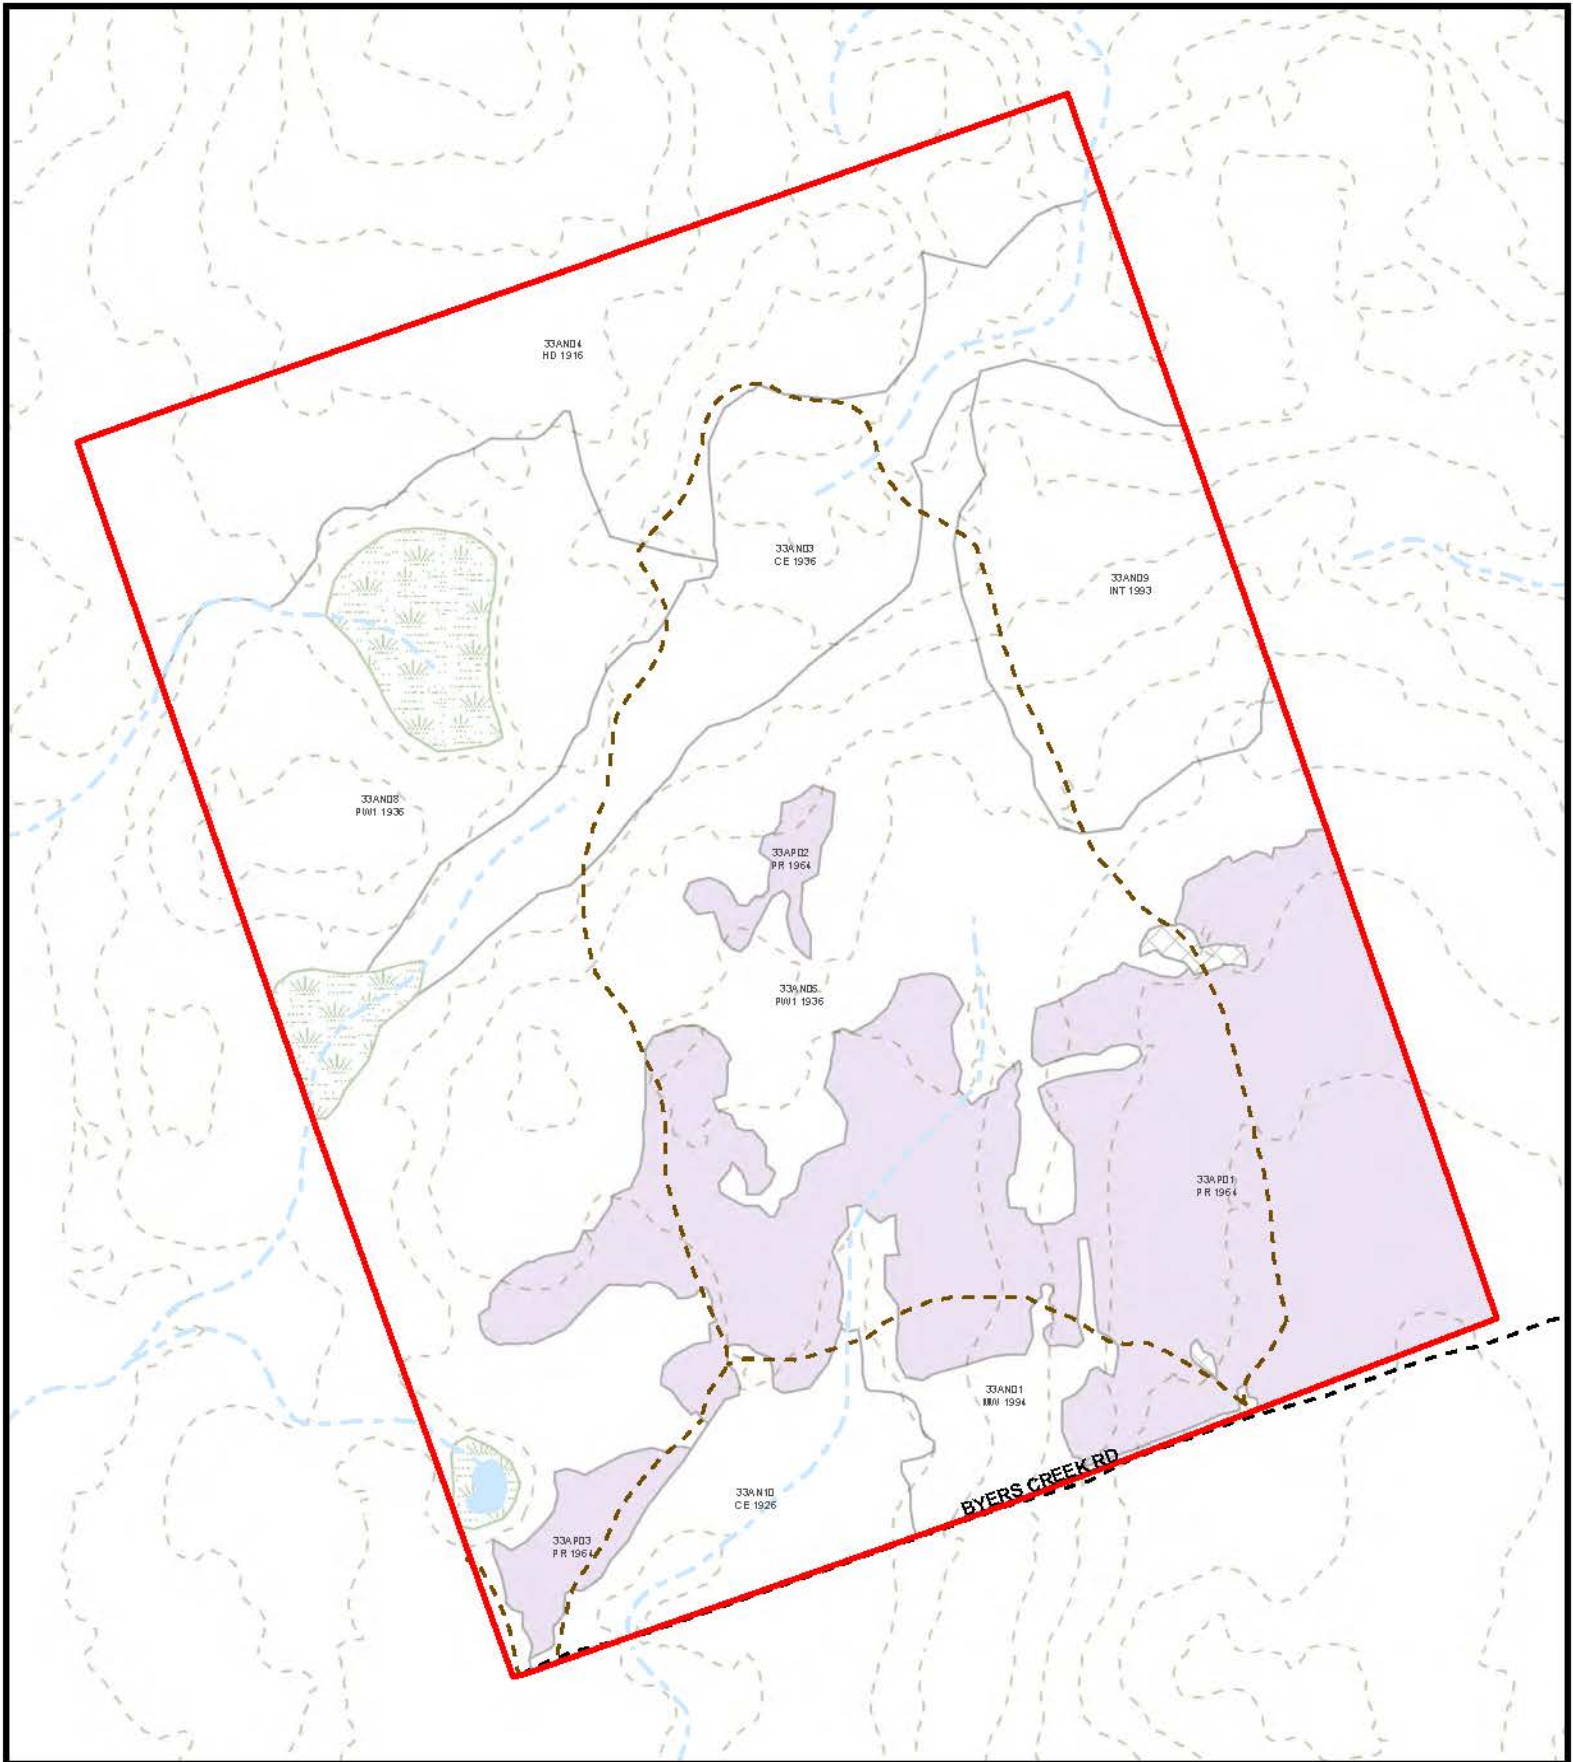 33AN04
HD 1916
33AN03
CE 1936
33AN09
INT 1993
33AN08
PW1 1936
33AP02
PR 1964
33AN05
PW1 1936
33AP01
PR 1964
33AN01
MW 1994
BYERS CREEK RD
33AN10
CE 1926
33AP03
PR 1964